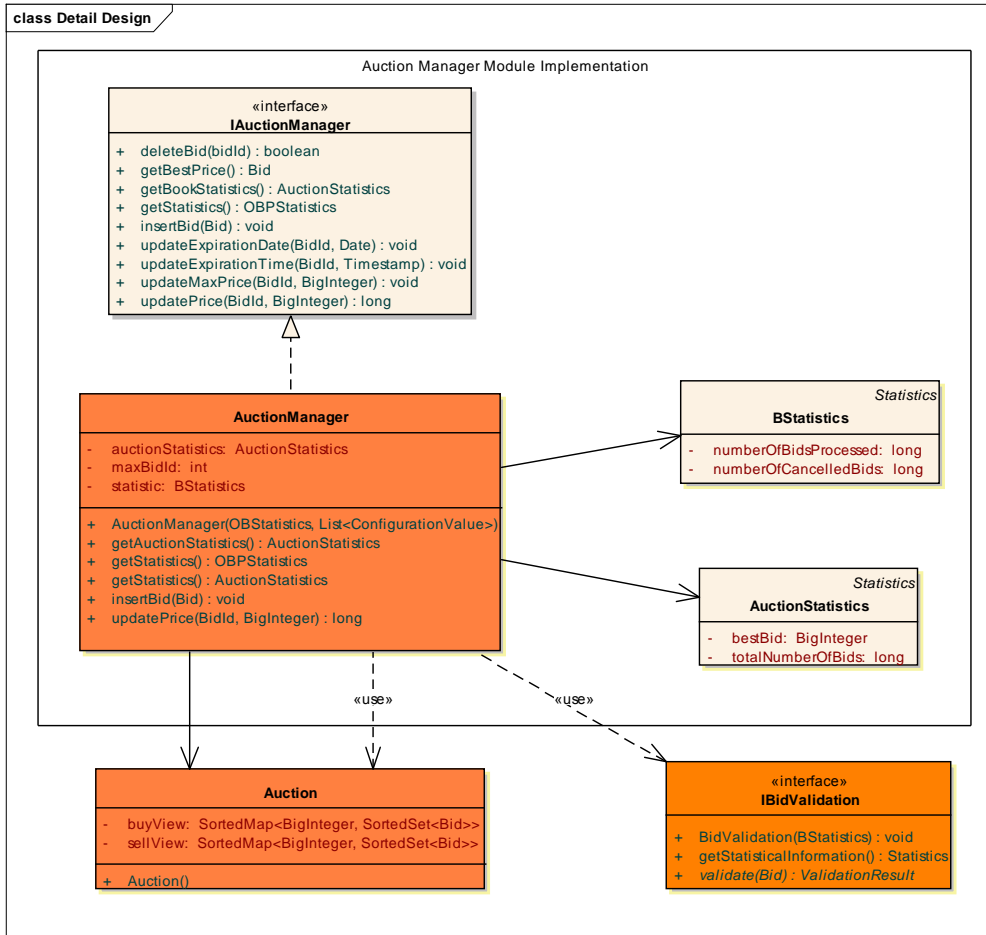 class Detail Design
Auction Manager Module Implementation
«interface»
IAuctionManager
+ deleteBid(bidId) : boolean
+ getBestPrice() : Bid
+ getBookStatistics() : AuctionStatistics
+ getStatistics() : OBPStatistics
+ insertBid(Bid) : void
+ updateExpirationDate(BidId, Date) : void
+ updateExpirationTime(BidId, Timestamp) : void
+ updateMaxPrice(BidId, BigInteger) : void
+ updatePrice(BidId, BigInteger) : long
AuctionManager
- auctionStatistics: AuctionStatistics
- maxBidId: int
- statistic: BStatistics
+ AuctionManager(OBStatistics, List<ConfigurationValue>)
+ getAuctionStatistics() : AuctionStatistics
+ getStatistics() : OBPStatistics
+ getStatistics() : AuctionStatistics
+ insertBid(Bid) : void
+ updatePrice(BidId, BigInteger) : long
Statistics
BStatistics
- numberOfBidsProcessed: long
- numberOfCancelledBids: long
Statistics
AuctionStatistics
- bestBid: BigInteger
- totalNumberOfBids: long
«use»
«use»
Auction
- buyView: SortedMap<BigInteger, SortedSet<Bid>>
- sellView: SortedMap<BigInteger, SortedSet<Bid>>
+ Auction()
«interface»
IBidValidation
+ BidValidation(BStatistics) : void
+ getStatisticalInformation() : Statistics
+ validate(Bid) : ValidationResult